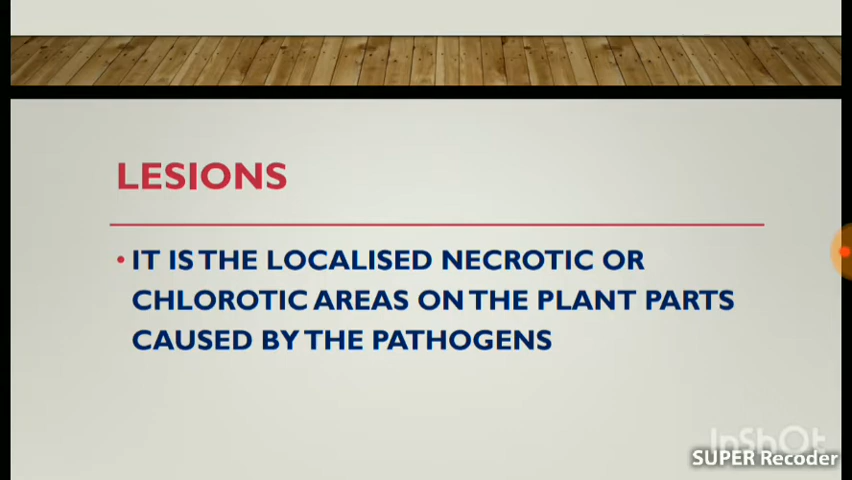 LESIONS
• IT IS THE LOCALISED NECROTIC OR
CHLOROTIC AREAS ON THE PLANT PARTS
CAUSED BY THE PATHOGENS
InShOt
SUPER Recoder